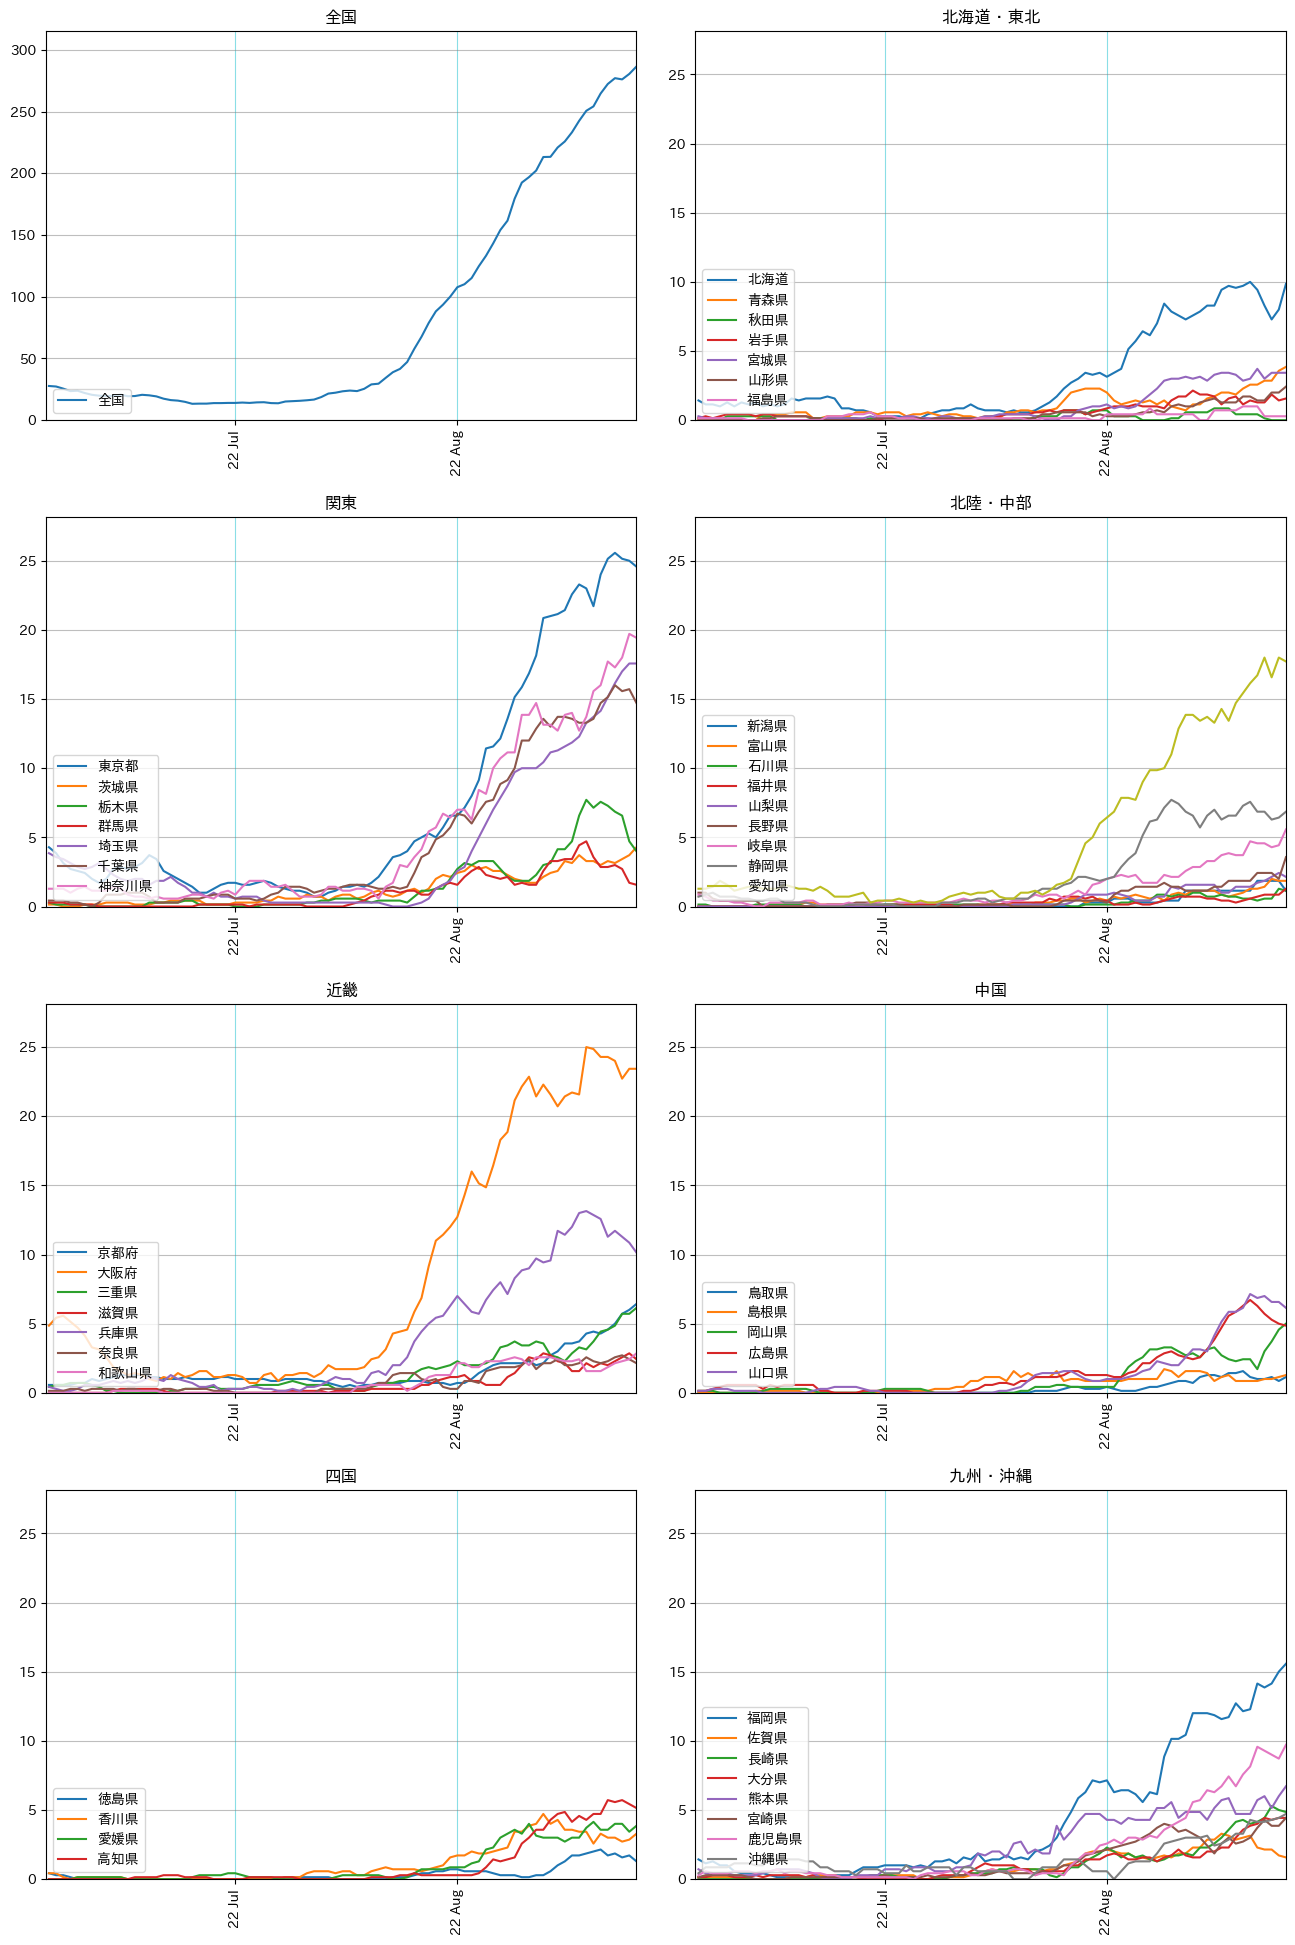 全国
300
250
200
150
100
50
0
全国
22 Jul
22 Aug
北海道・東北
25
20
15
10
5
0
北海道
青森県
秋田県
岩手県
宮城県
山形県
福島県
22 Jul
22 Aug
関東
25
20
15
10
5
0
東京都
茨城県
栃木県
群馬県
埼玉県
千葉県
神奈川県
22 Jul
22 Aug
北陸・中部
25
20
15
10
5
0
新潟県
富山県
石川県
福井県
山梨県
長野県
岐阜県
静岡県
愛知県
22 Jul
22 Aug
近畿
25
20
15
10
5
0
京都府
大阪府
三重県
滋賀県
兵庫県
奈良県
和歌山県
22 Jul
22 Aug
中国
25
20
15
10
5
0
鳥取県
島根県
岡山県
広島県
山口県
22 Jul
22 Aug
四国
25
20
15
10
5
0
徳島県
香川県
愛媛県
高知県
22 Jul
22 Aug
九州・沖縄
25
20
15
10
5
0
福岡県
佐賀県
長崎県
大分県
熊本県
宮崎県
鹿児島県
沖縄県
22 Jul
22 Aug